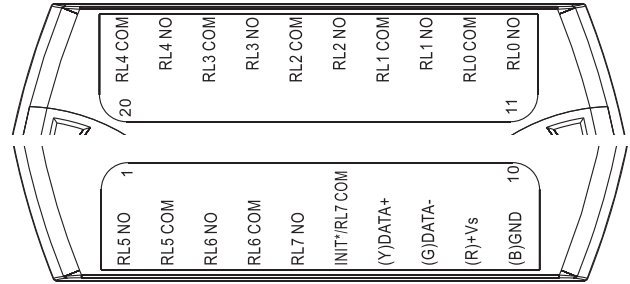 RL4 COM
RL4 NO
RL3 COM
RL3 NO
RL2 COM
RL2 NO
RL1 COM
RL1 NO
RL0 COM
RL0 NO
20
11
1
10
RL5 NO
RL5 COM
RL6 NO
RL6 COM
RL7 NO
INIT*/RL7 COM
(Y)DATA+
(G)DATA-
(R)+Vs
(B)GND